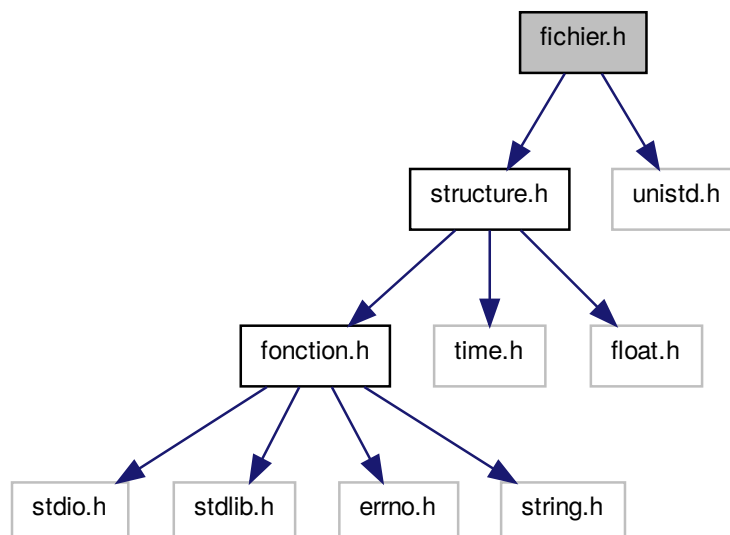 fichier.h
structure.h
unistd.h
fonction.h
time.h
float.h
stdio.h
stdlib.h
errno.h
string.h